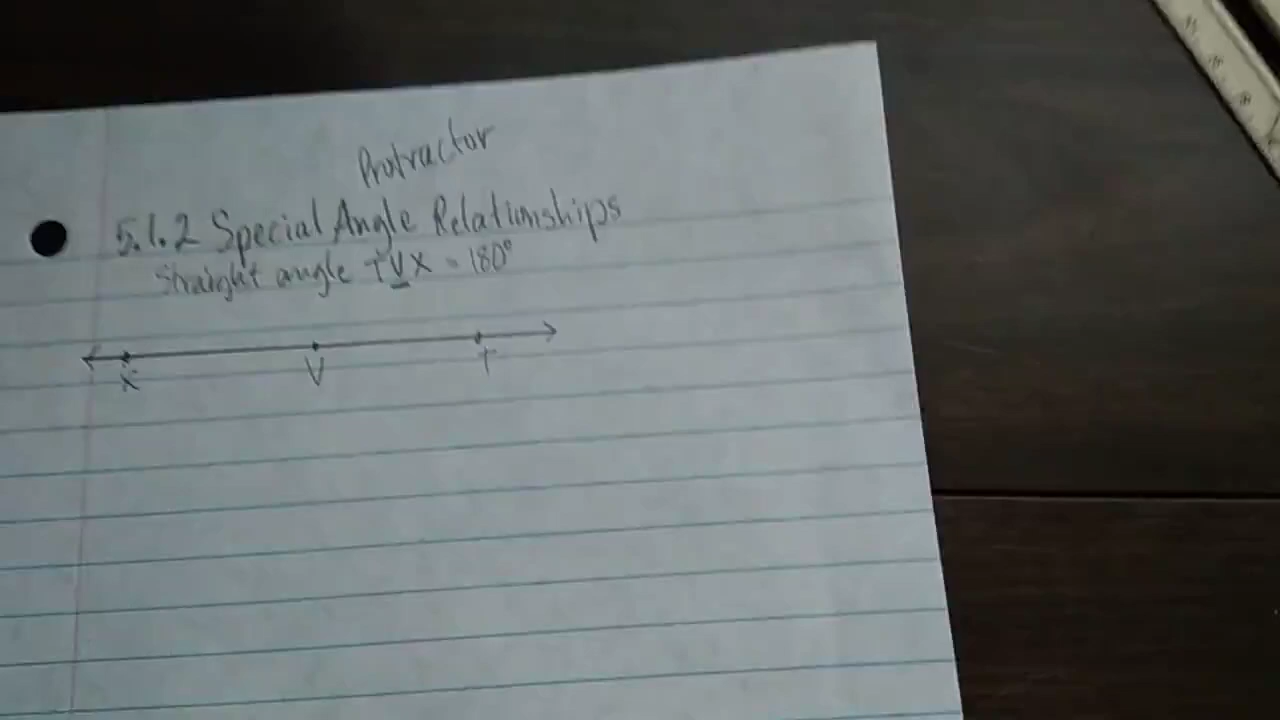 Protractor
5.1.2 Special Angle Relationships
Straight angle TVX = 180°
X V T